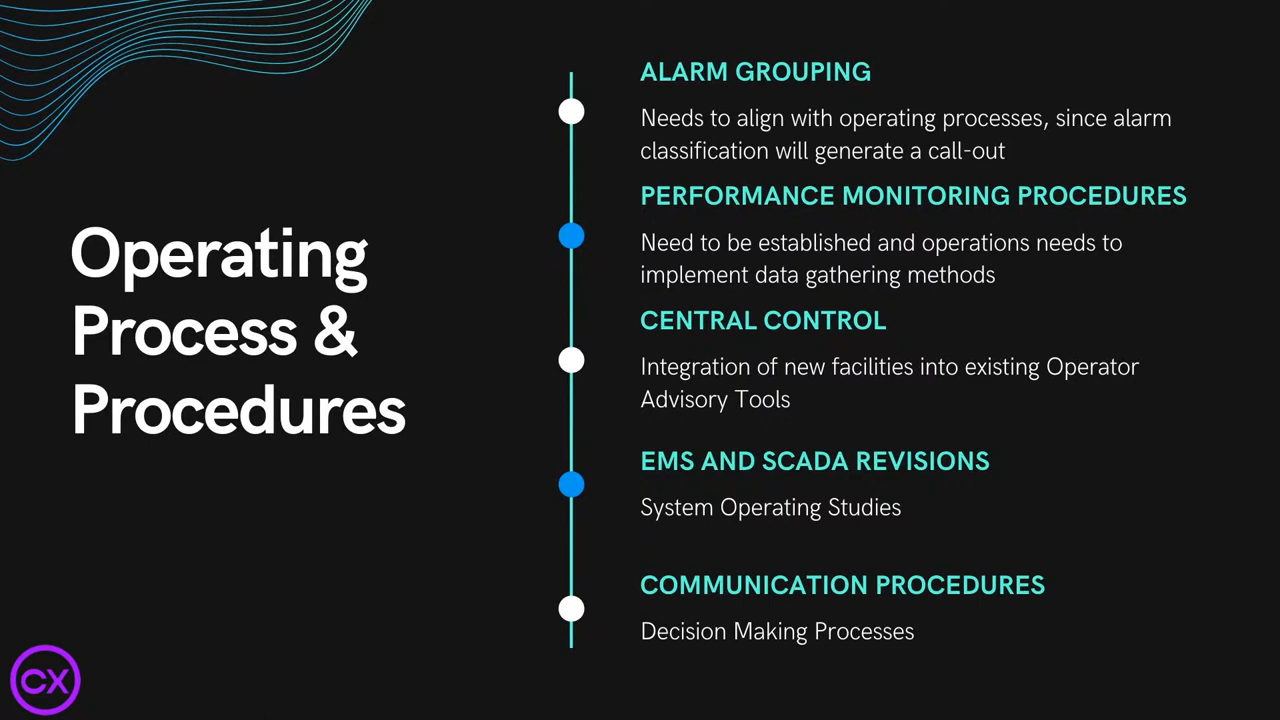 Operating
Process &
Procedures
ALARM GROUPING
Needs to align with operating processes, since alarm
classification will generate a call-out
PERFORMANCE MONITORING PROCEDURES
Need to be established and operations needs to
implement data gathering methods
CENTRAL CONTROL
Integration of new facilities into existing Operator
Advisory Tools
EMS AND SCADA REVISIONS
System Operating Studies
COMMUNICATION PROCEDURES
Decision Making Processes
CX